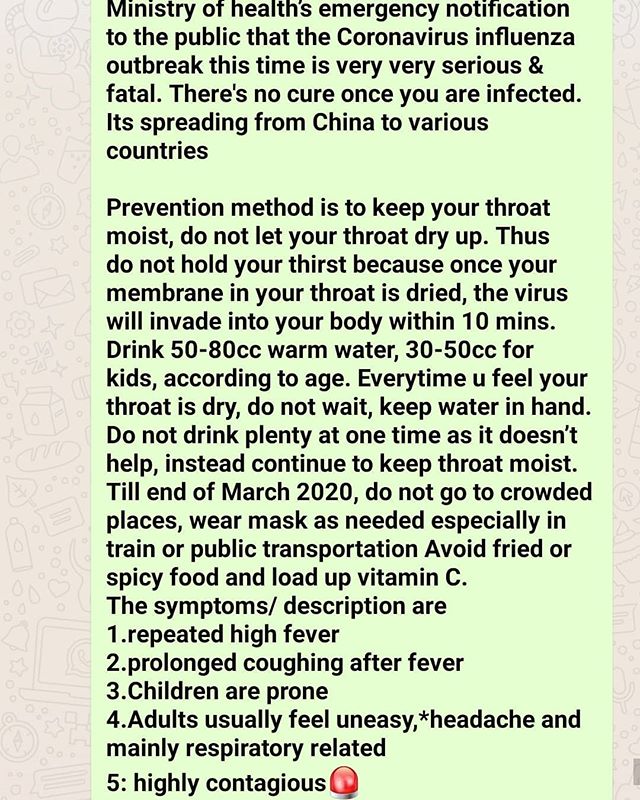 Ministry of health's emergency notification
to the public that the Coronavirus influenza
outbreak this time is very very serious &
fatal. There's no cure once you are infected.
Its spreading from China to various
countries
Prevention method is to keep your throat
moist, do not let your throat dry up. Thus
do not hold your thirst because once your
membrane in your throat is dried, the virus
will invade into your body within 10 mins.
Drink 50-80cc warm water, 30-50cc for
kids, according to age. Everytime u feel your
throat is dry, do not wait, keep water in hand.
Do not drink plenty at one time as it doesn't
help, instead continue to keep throat moist.
Till end of March 2020, do not go to crowded
places, wear mask as needed especially in
train or public transportation Avoid fried or
spicy food and load up vitamin C.
The symptoms/ description are
1.repeated high fever
2.prolonged coughing after fever
3.Children are prone
4.Adults usually feel uneasy,*headache and
mainly respiratory related
5: highly contagious🚨